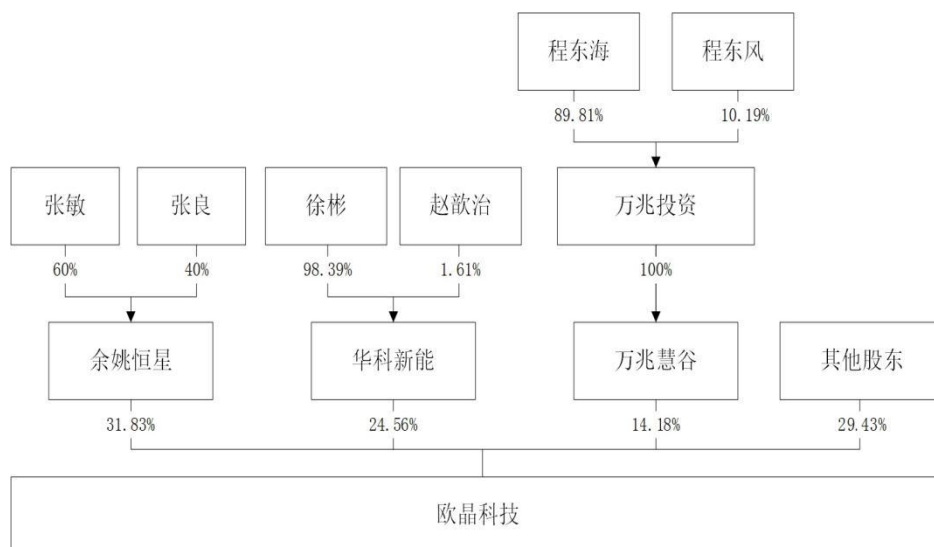 程东海
程东风
89.81%
10.19%
张敏
张良
徐彬
赵歆治
万兆投资
60%
40%
98.39%
1.61%
100%
余姚恒星
华科新能
万兆慧谷
其他股东
31.83%
24.56%
14.18%
29.43%
欧晶科技